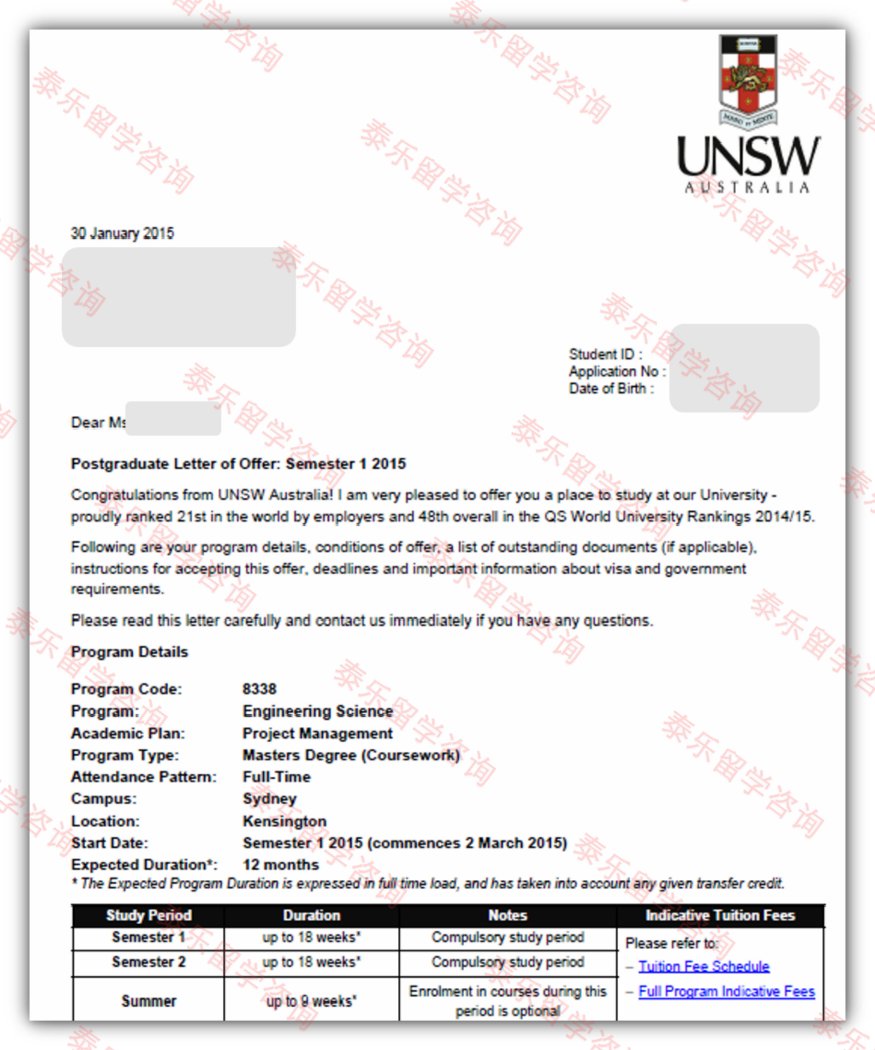 UNSW
AUSTRALIA
30 January 2015
Student ID :
Application No :
Date of Birth :
Dear Ms
Postgraduate Letter of Offer: Semester 1 2015
Congratulations from UNSW Australia! I am very pleased to offer you a place to study at our University -
proudly ranked 21st in the world by employers and 48th overall in the QS World University Rankings 2014/15.
Following are your program details, conditions of offer, a list of outstanding documents (if applicable),
instructions for accepting this offer, deadlines and important information about visa and government
requirements.
Please read this letter carefully and contact us immediately if you have any questions.
Program Details
Program Code: 8338
Program: Engineering Science
Academic Plan: Project Management
Program Type: Masters Degree (Coursework)
Attendance Pattern: Full-Time
Campus: Sydney
Location: Kensington
Start Date: Semester 1 2015 (commences 2 March 2015)
Expected Duration*: 12 months
* The Expected Program Duration is expressed in full time load, and has taken into account any given transfer credit.
Study Period Duration Notes Indicative Tuition Fees
Semester 1 up to 18 weeks* Compulsory study period Please refer to:
Semester 2 up to 18 weeks* Compulsory study period – Tuition Fee Schedule
Summer up to 9 weeks* Enrolment in courses during this period is optional – Full Program Indicative Fees
泰乐留学咨询